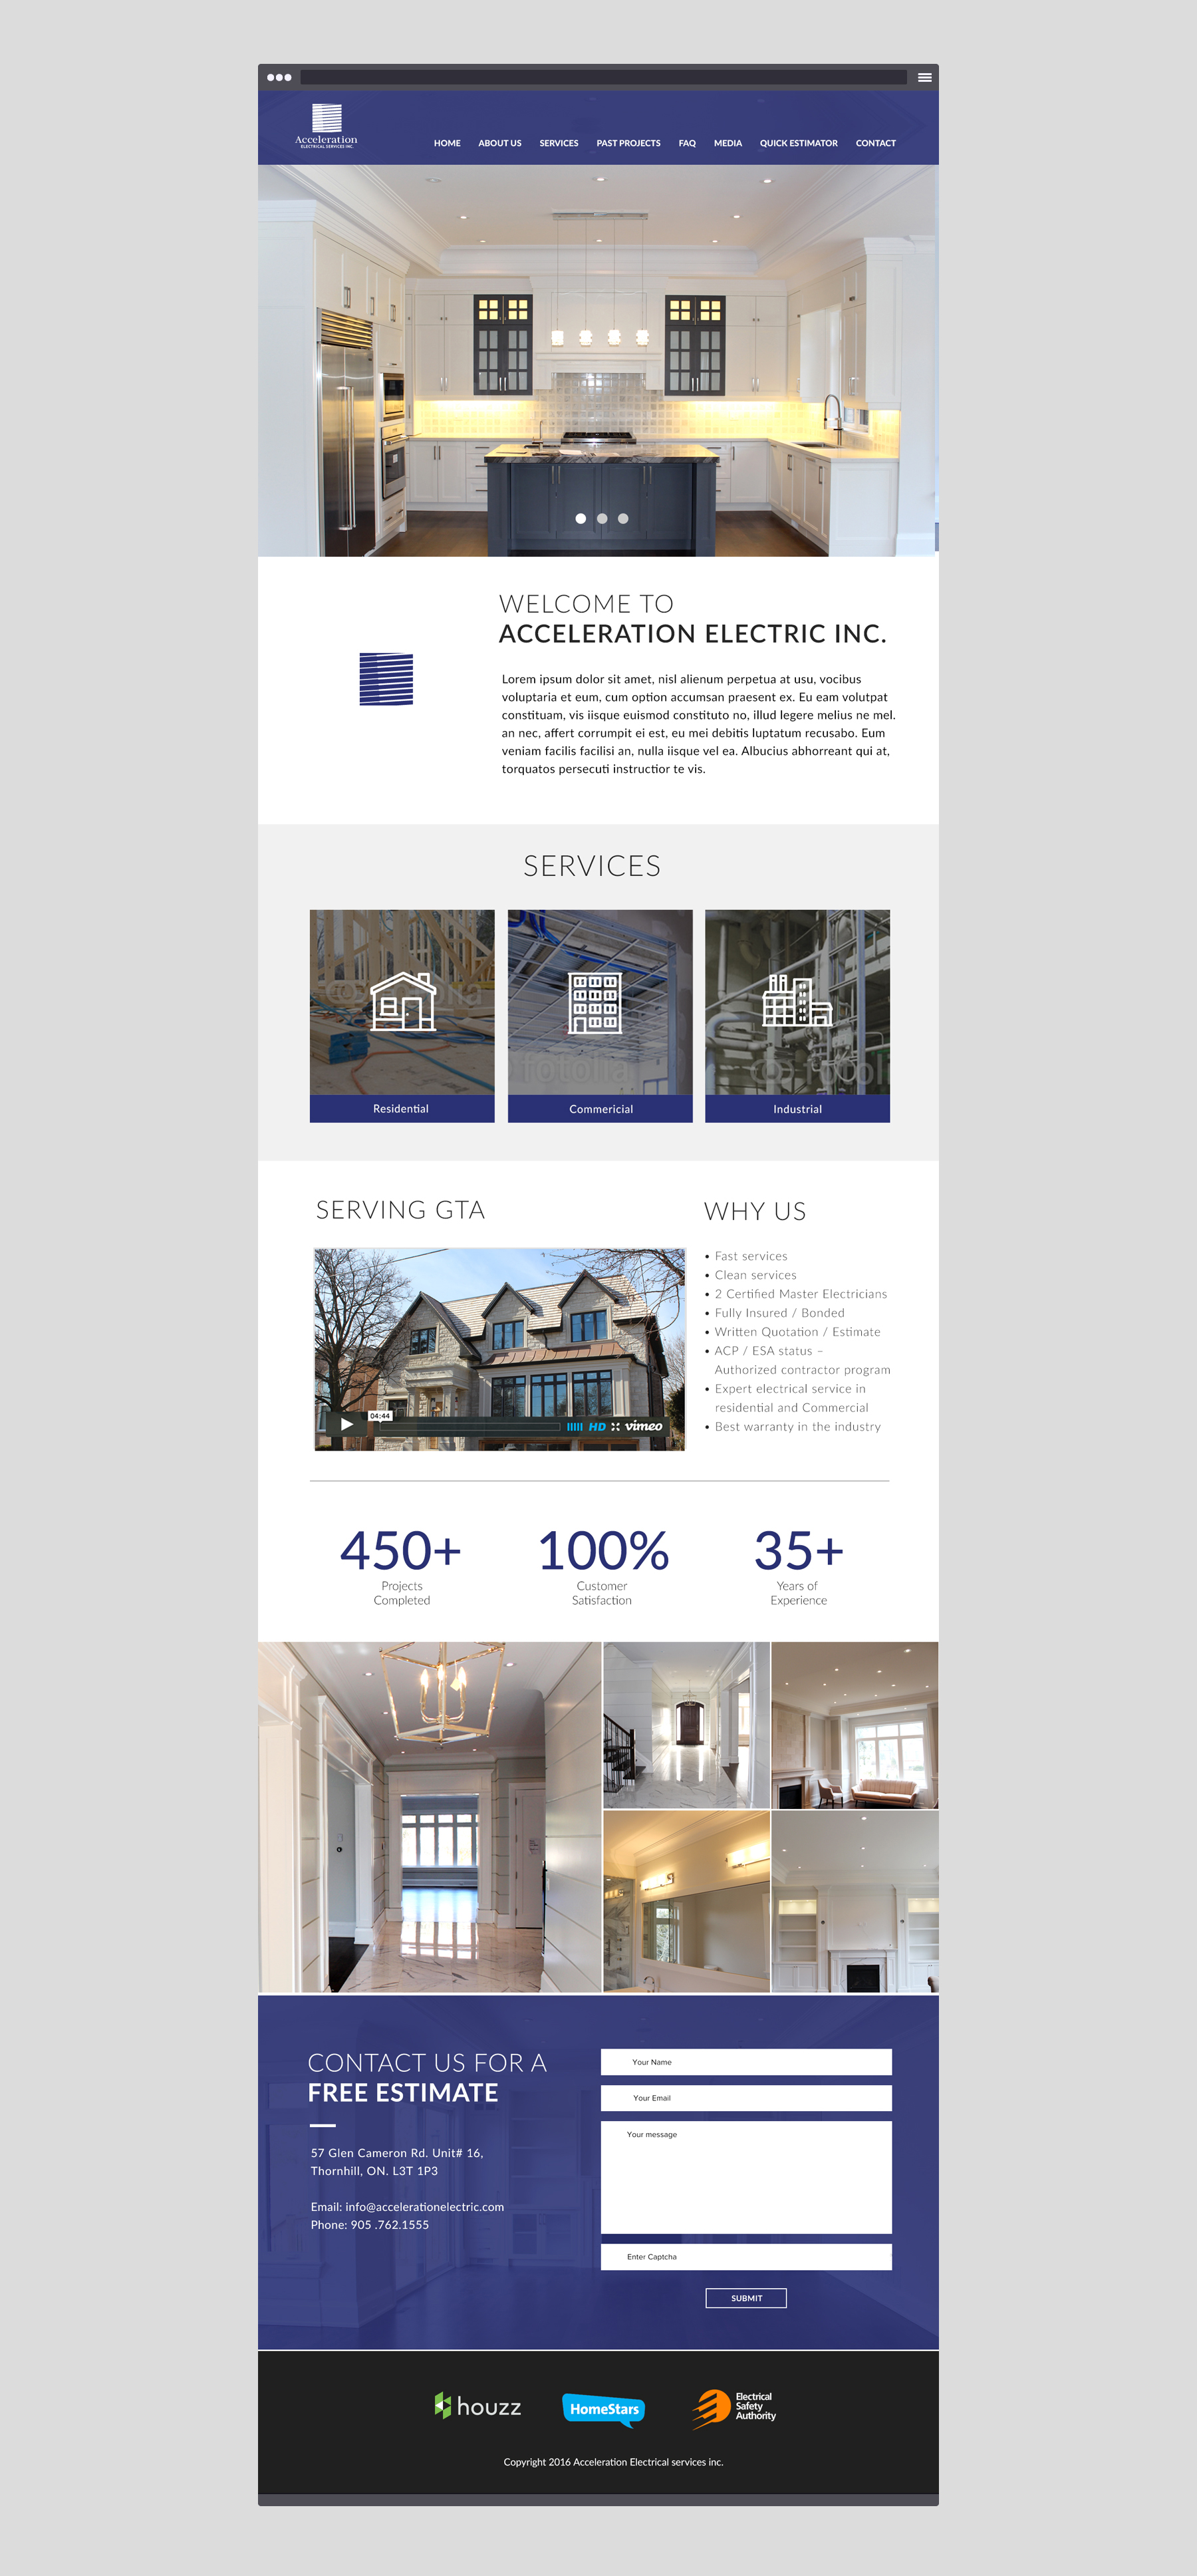 Acceleration
ELECTRICAL SERVICES INC.
HOME ABOUT US SERVICES PAST PROJECTS FAQ MEDIA QUICK ESTIMATOR CONTACT
WELCOME TO
ACCELERATION ELECTRIC INC.
Lorem ipsum dolor sit amet, nisl alienum perpetua at usu, vocibus
voluptaria et eum, cum option accumsan praesent ex. Eu eam volutpat
constituam, vis iisque euismod constituto no, illud legere melius ne mel.
an nec, affert corrumpit ei est, eu mei debitis luptatum recusabo. Eum
veniam facilis facilisi an, nulla iisque vel ea. Albucius abhorreant qui at,
torquatos persecuti instructior te vis.
SERVICES
fotolia
fotoli
Residential
Commericial
Industrial
SERVING GTA
04:44
HD vimeo
WHY US
• Fast services
• Clean services
• 2 Certified Master Electricians
• Fully Insured / Bonded
• Written Quotation / Estimate
• ACP / ESA status –
Authorized contractor program
• Expert electrical service in
residential and Commercial
• Best warranty in the industry
450+
Projects
Completed
100%
Customer
Satisfaction
35+
Years of
Experience
CONTACT US FOR A
FREE ESTIMATE
57 Glen Cameron Rd. Unit# 16,
Thornhill, ON. L3T 1P3
Email: info@accelerationelectric.com
Phone: 905 .762.1555
Your Name
Your Email
Your message
Enter Captcha
SUBMIT
houzz
HomeStars
Electrical
Safety
Authority
Copyright 2016 Acceleration Electrical services inc.